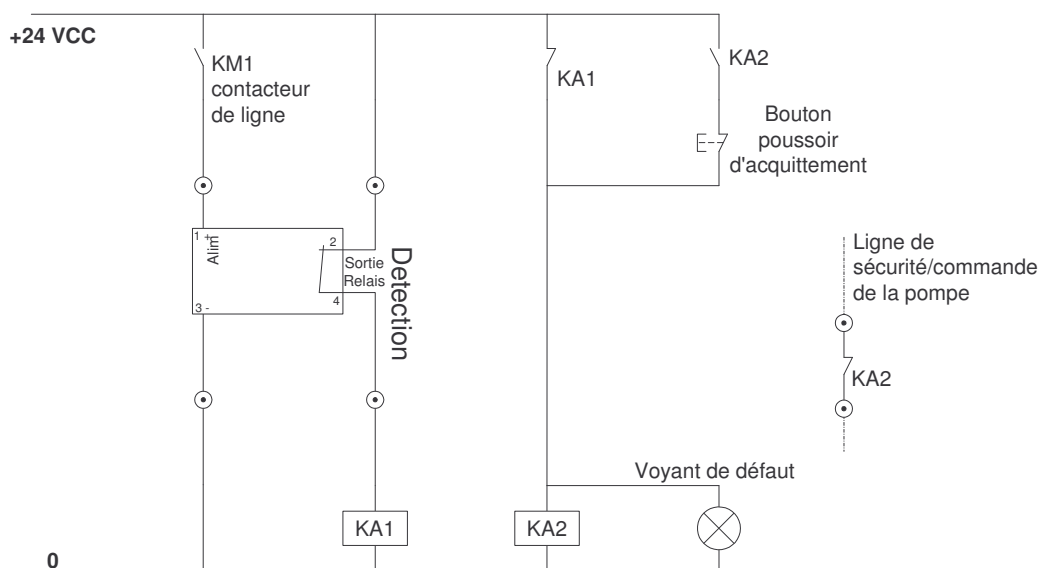 +24 VCC
KM1
contacteur
de ligne
KA1
KA2
Bouton
poussoir
d'acquittement
1 +
Alim
3 -
2
Sortie
Relais
4
Detection
Ligne de
sécurité/commande
de la pompe
KA2
Voyant de défaut
KA1
KA2
0